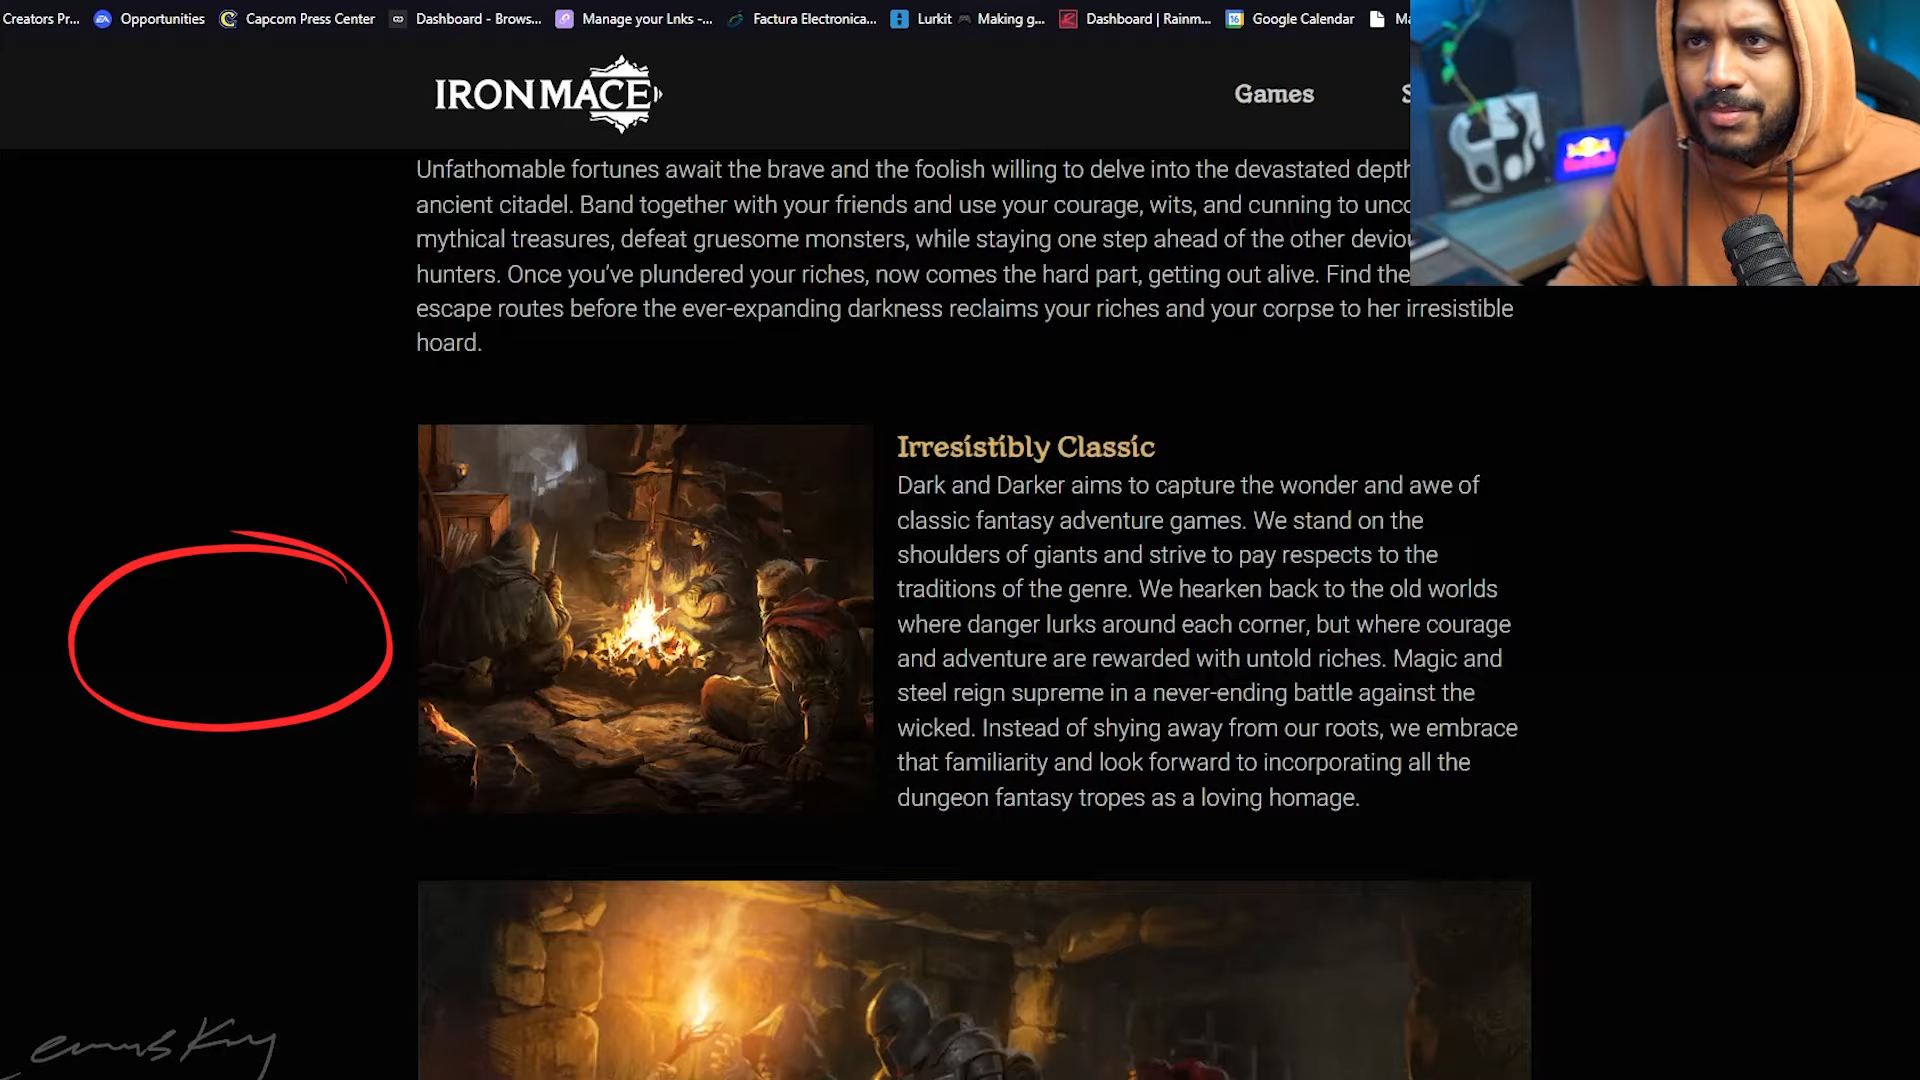 Creators Pr... Opportunities Capcom Press Center Dashboard - Brows... Manage your Lnks -... Factura Electronica... Lurkit Making g... Dashboard | Rainm... Google Calendar Ma
IRONMACE
Games S
Unfathomable fortunes await the brave and the foolish willing to delve into the devastated depth
ancient citadel. Band together with your friends and use your courage, wits, and cunning to unco
mythical treasures, defeat gruesome monsters, while staying one step ahead of the other deviou
hunters. Once you've plundered your riches, now comes the hard part, getting out alive. Find the
escape routes before the ever-expanding darkness reclaims your riches and your corpse to her irresistible
hoard.
Irresistibly Classic
Dark and Darker aims to capture the wonder and awe of
classic fantasy adventure games. We stand on the
shoulders of giants and strive to pay respects to the
traditions of the genre. We hearken back to the old worlds
where danger lurks around each corner, but where courage
and adventure are rewarded with untold riches. Magic and
steel reign supreme in a never-ending battle against the
wicked. Instead of shying away from our roots, we embrace
that familiarity and look forward to incorporating all the
dungeon fantasy tropes as a loving homage.